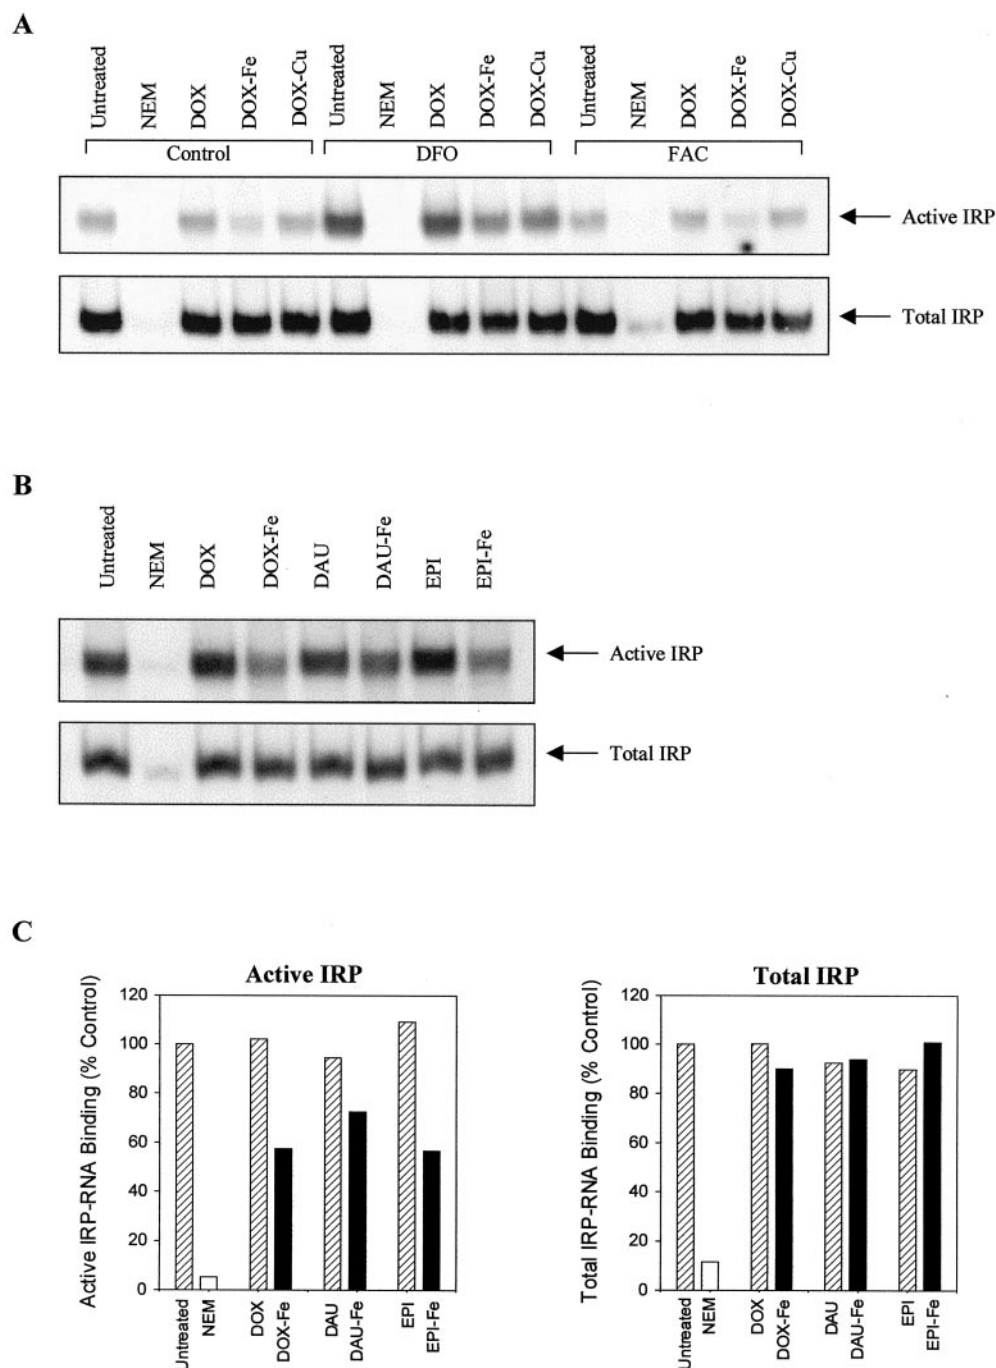 A
Untreated NEM DOX DOX-Fe DOX-Cu Untreated NEM DOX DOX-Fe DOX-Cu Untreated NEM DOX DOX-Fe DOX-Cu
Control DFO FAC
Active IRP
Total IRP
B
Untreated NEM DOX DOX-Fe DAU DAU-Fe EPI EPI-Fe
Active IRP
Total IRP
C
Active IRP
Active IRP-RNA Binding (% Control)
120
100
80
60
40
20
0
Untreated NEM DOX DOX-Fe DAU DAU-Fe EPI EPI-Fe
Total IRP
Total IRP-RNA Binding (% Control)
120
100
80
60
40
20
0
Untreated NEM DOX DOX-Fe DAU DAU-Fe EPI EPI-Fe